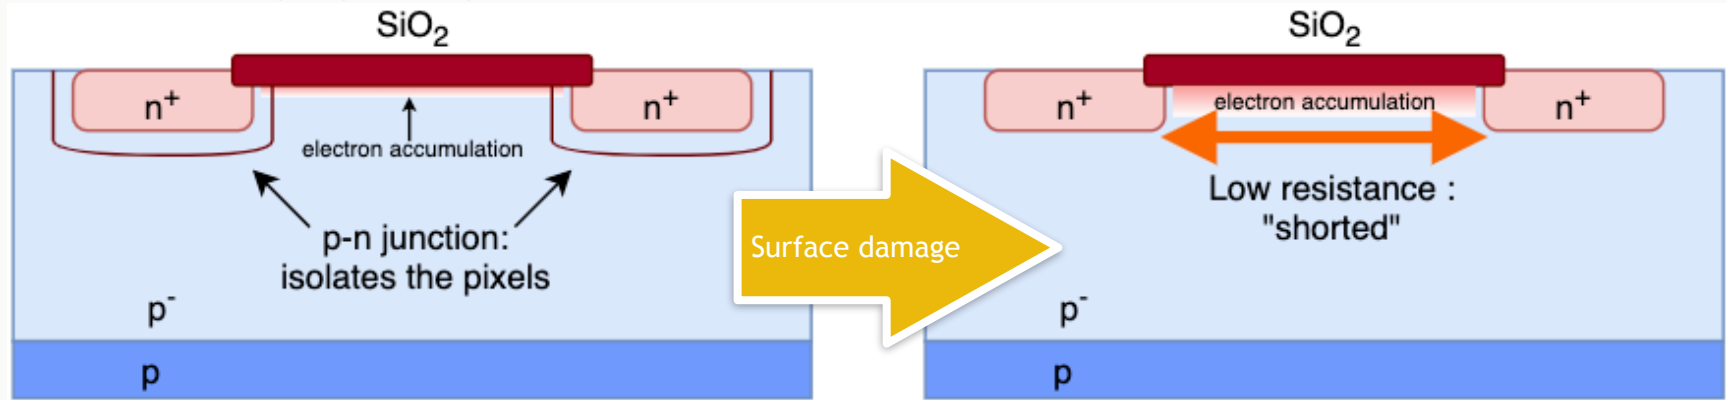 SiO₂
n⁺
n⁺
electron accumulation
p-n junction:
isolates the pixels
p⁻
p
Surface damage
SiO₂
n⁺
electron accumulation
n⁺
Low resistance :
"shorted"
p⁻
p